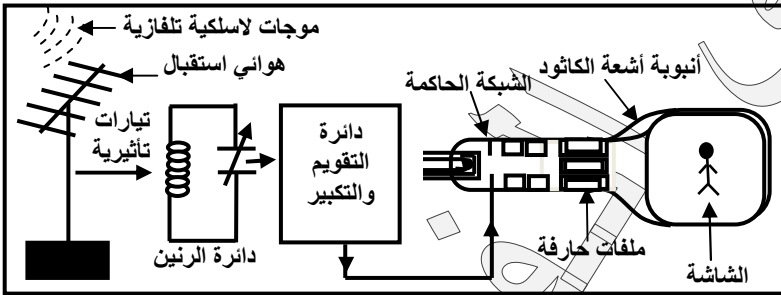 موجات لاسلكية تلفازية
هوائي استقبال
تيارات
تأثيرية
دائرة الرنين
دائرة
التقويم
والتكبير
الشبكة الحاكمة
أنبوبة أشعة الكاثود
ملفات حارفة
الشاشة